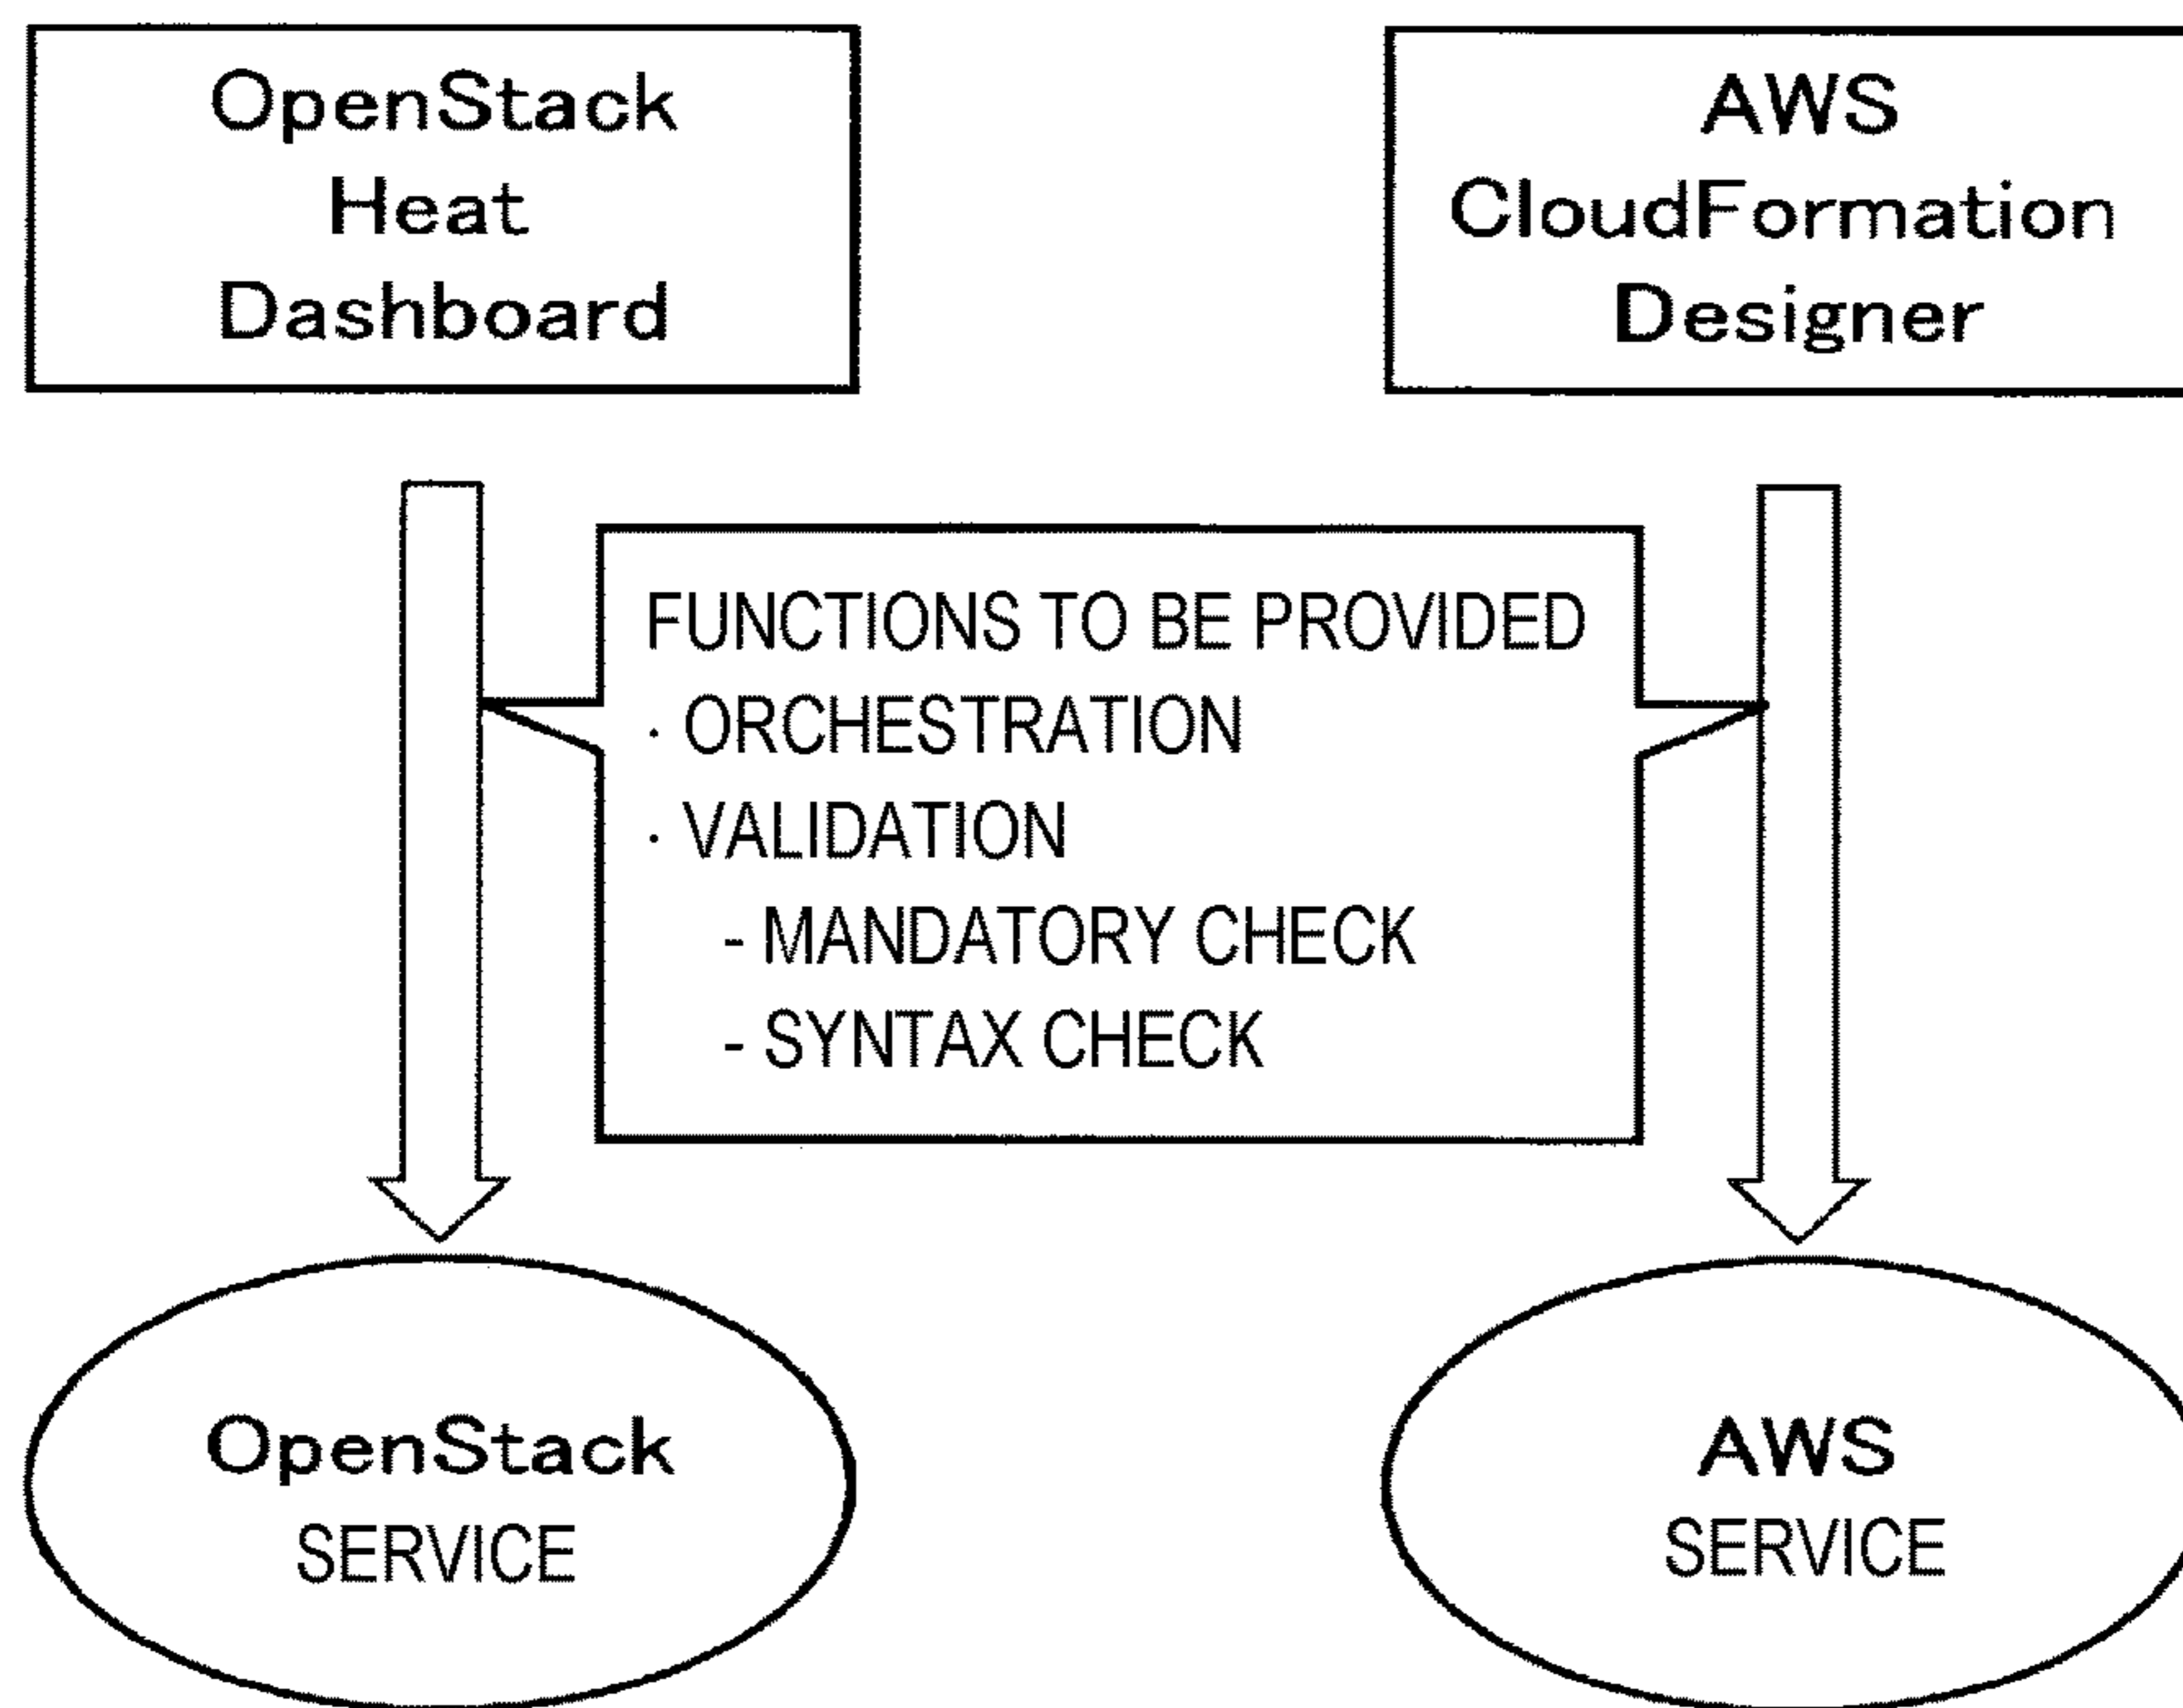 OpenStack
Heat
Dashboard
AWS
CloudFormation
Designer
FUNCTIONS TO BE PROVIDED
· ORCHESTRATION
· VALIDATION
- MANDATORY CHECK
- SYNTAX CHECK
OpenStack
SERVICE
AWS
SERVICE